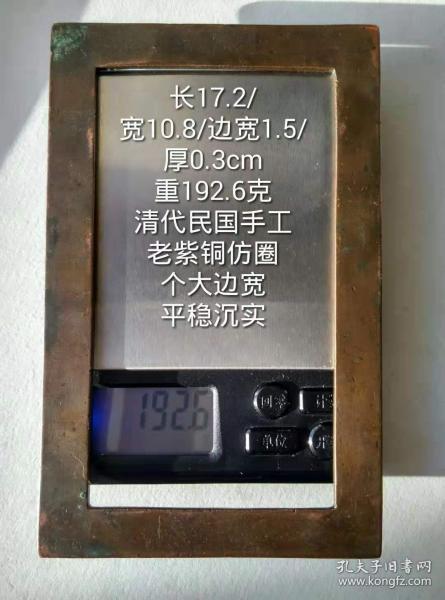 长17.2/
宽10.8/边宽1.5/
厚0.3cm
重192.6克
清代民国手工
老紫铜仿圈
个大边宽
平稳沉实
192.6
回零
单位
孔夫子旧书网
www.kongfz.com